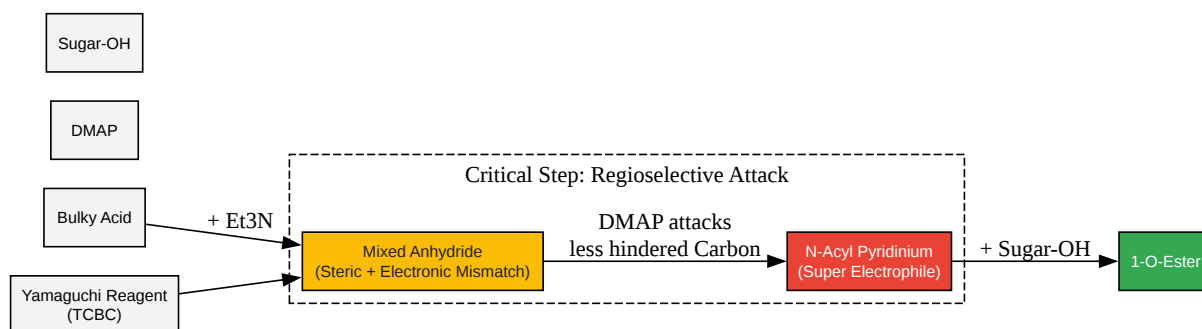 Sugar-OH
DMAP
Bulky Acid
Yamaguchi Reagent
(TCBC)
+ Et3N
Critical Step: Regioselective Attack
Mixed Anhydride
(Steric + Electronic Mismatch)
DMAP attacks
less hindered Carbon
N-Acyl Pyridinium
(Super Electrophile)
+ Sugar-OH
1-O-Ester